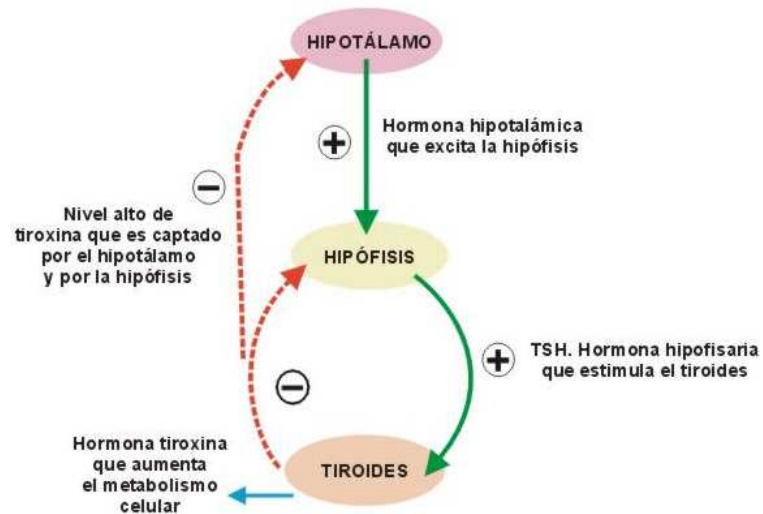 HIPOTÁLAMO
+
Hormona hipotalámica
que excita la hipófisis
−
Nivel alto de
tiroxina que es captado
por el hipotálamo
y por la hipófisis
HIPÓFISIS
+
TSH. Hormona hipofisaria
que estimula el tiroides
−
Hormona tiroxina
que aumenta
el metabolismo
celular
TIROIDES